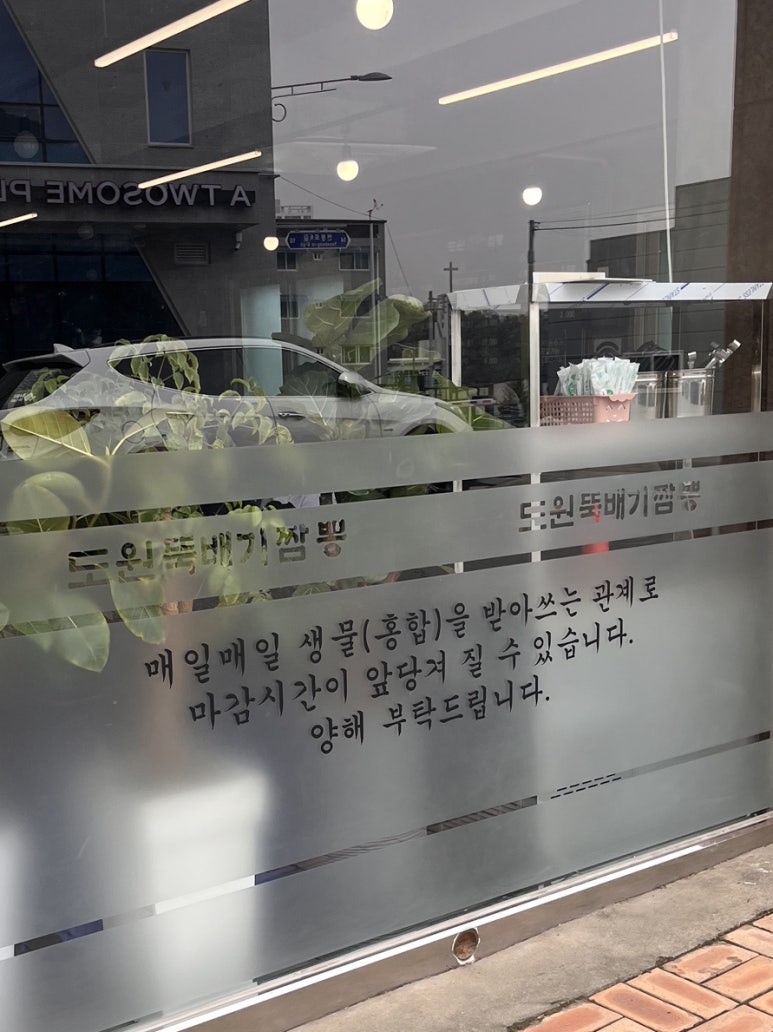 A TWOSOME PL
도원뚝배기짬뽕
도원뚝배기짬뽕
매일매일 생물(홍합)을 받아쓰는 관계로
마감시간이 앞당겨 질 수 있습니다.
양해 부탁드립니다.